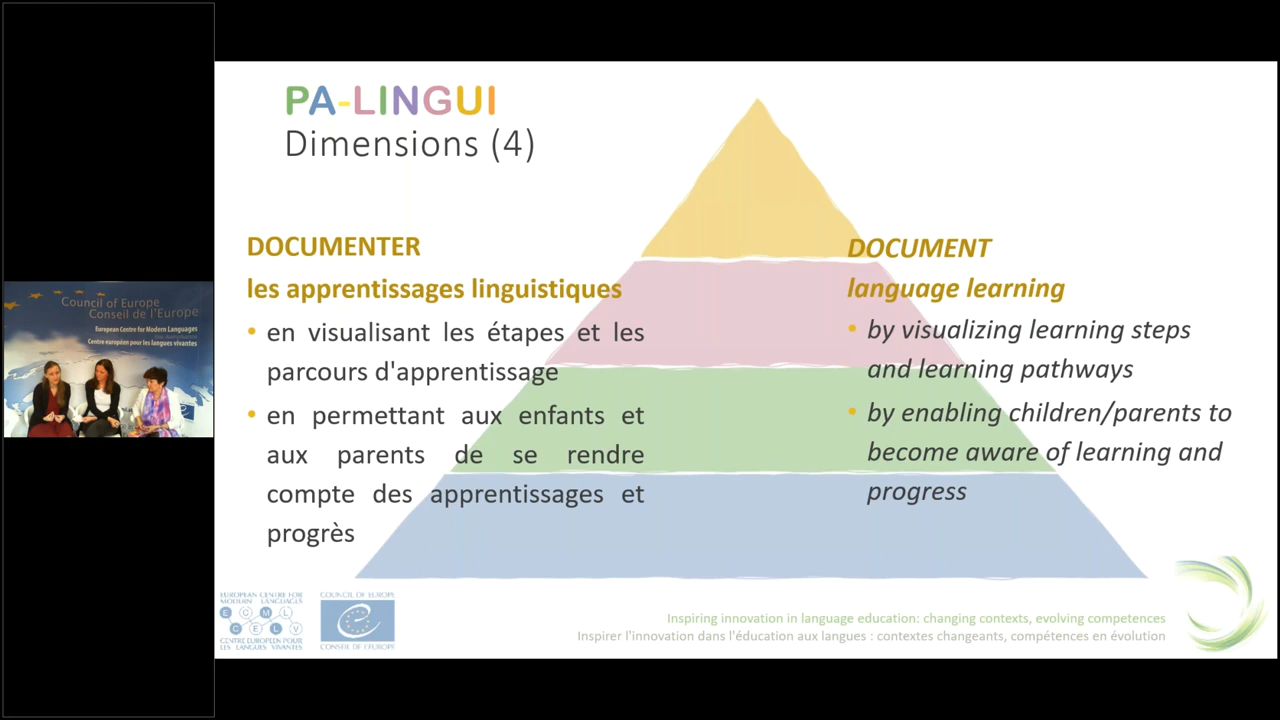 PA-LINGUI
Dimensions (4)
DOCUMENTER
les apprentissages linguistiques
• en visualisant les étapes et les
parcours d'apprentissage
• en permettant aux enfants et
aux parents de se rendre
compte des apprentissages et
progrès
DOCUMENT
language learning
• by visualizing learning steps
and learning pathways
• by enabling children/parents to
become aware of learning and
progress
Council of Europe
Conseil de l'Europe
European Centre for Modern Languages
Centre européen pour les langues vivantes
EUROPEAN CENTRE FOR
MODERN LANGUAGES
E C M L
C E L V
CENTRE EUROPEEN POUR
LES LANGUES VIVANTES
COUNCIL OF EUROPE
CONSEIL DE L'EUROPE
Inspiring innovation in language education: changing contexts, evolving competences
Inspirer l'innovation dans l'éducation aux langues : contextes changeants, compétences en évolution